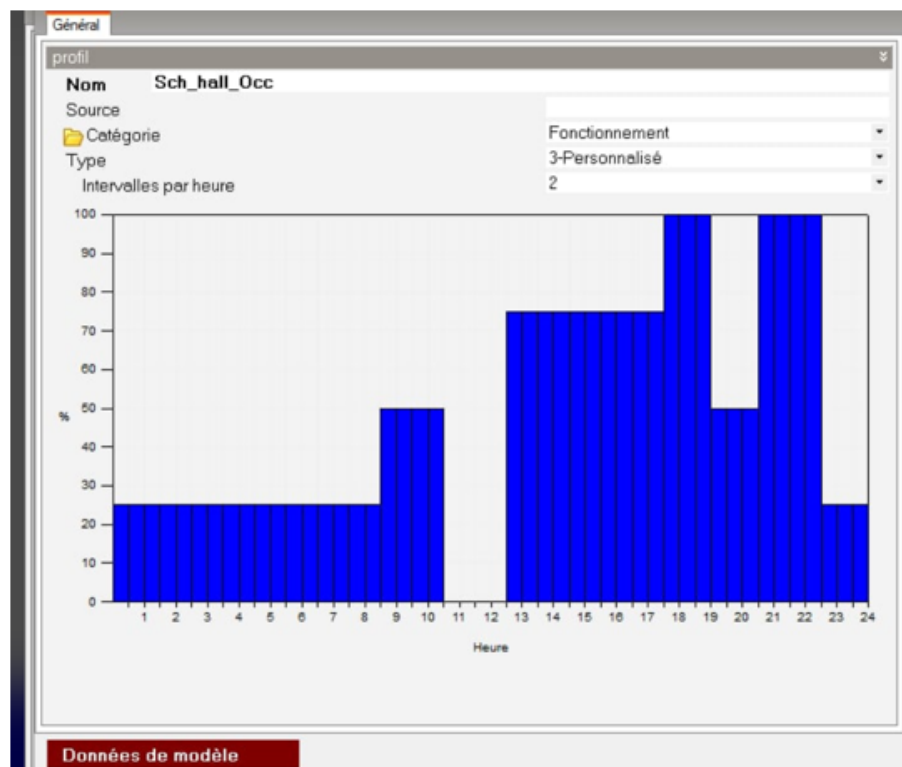 Général
profil
Nom Sch_hall_Occ
Source
Catégorie Fonctionnement
Type 3-Personnalisé
Intervalles par heure 2
100
90
80
70
60
50
%
40
30
20
10
0
1 2 3 4 5 6 7 8 9 10 11 12 13 14 15 16 17 18 19 20 21 22 23 24
Heure
Données de modèle